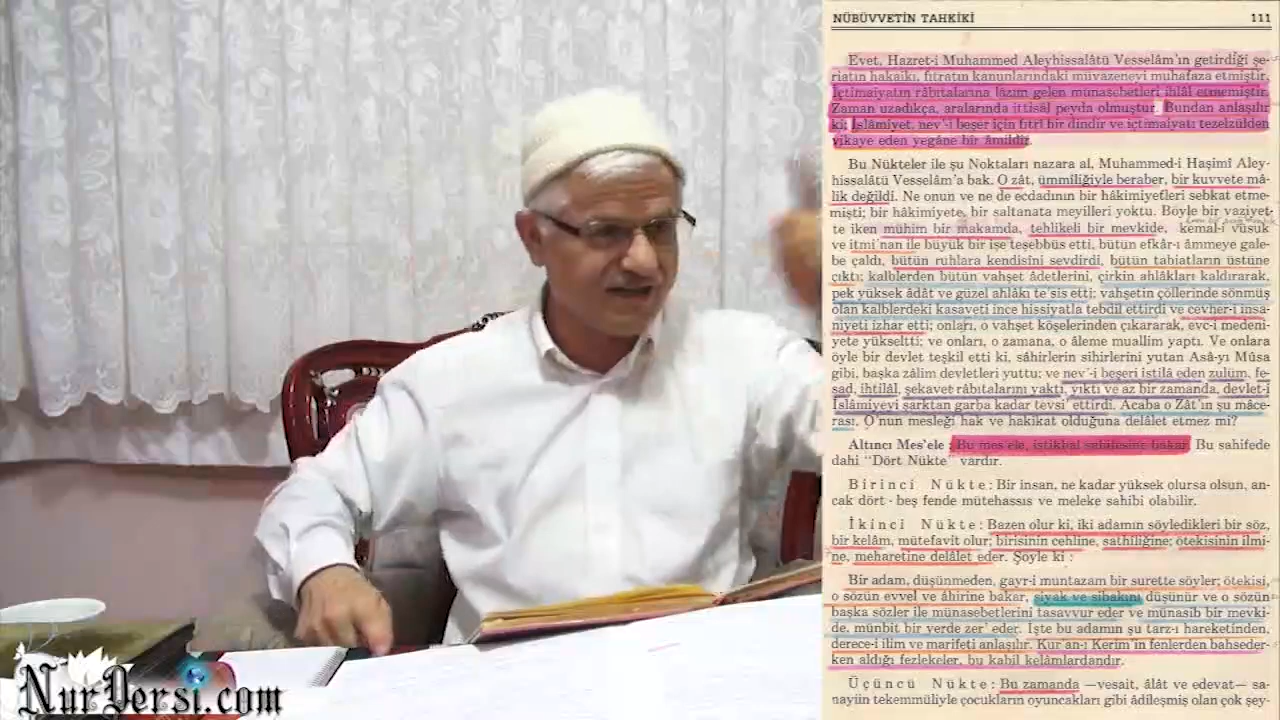 NÜBÜVVETİN TAHKİKİ 111
Evet, Hazret-i Muhammed Aleyhissalâtü Vesselâm'ın getirdiği şe-
riatın hakaikı, fıtratın kanunlarındaki müvazeneyi muhafaza etmiştir.
İçtimaiyatın râbıtalarına lâzım gelen münasebetleri ihlâl etmemiştir.
Zaman uzadıkça, aralarında ittisâl peyda olmuştur. Bundan anlaşılır
ki; İslâmiyet, nev'-i beşer için fıtrî bir dindir ve içtimaiyatı tezelzülden
vikaye eden yegâne bir âmildir.
Bu Nükteler ile şu Noktaları nazara al, Muhammed-i Haşimî Aley-
hissalâtü Vesselâm'a bak. O zât, ümmîliğiyle beraber, bir kuvvete mâ-
lik değildi. Ne onun ve ne de ecdadının bir hâkimiyetleri sebkat etme-
mişti; bir hâkimiyete, bir saltanata meyilleri yoktu. Böyle bir vaziyet-
te iken mühim bir makamda, tehlikeli bir mevkide, kemal-i vüsuk
ve itmi'nan ile büyük bir işe teşebbüs etti, bütün efkâr-ı âmmeye gale-
be çaldı, bütün ruhlara kendisini sevdirdi, bütün tabiatların üstüne
çıktı; kalblerden bütün vahşet âdetlerini, çirkin ahlâkları kaldırarak,
pek yüksek âdât ve güzel ahlâkı te'sis etti; vahşetin çöllerinde sönmüş
olan kalblerdeki kasaveti ince hissiyatla tebdil ettirdi ve cevher-i insa-
niyeti izhar etti; onları, o vahşet köşelerinden çıkararak, evc-i medeni-
yete yükseltti; ve onları, o zamana, o âleme muallim yaptı. Ve onlara
öyle bir devlet teşkil etti ki, sâhirlerin sihirlerini yutan Asâ-yı Mûsa
gibi, başka zâlim devletleri yuttu; ve nev'-i beşeri istilâ eden zulüm, fe-
sad, ihtilâl, şekavet râbıtalarını yaktı, yıktı ve az bir zamanda, devlet-i
İslâmiyeyi şarktan garba kadar tevsi' ettirdi. Acaba o Zât'ın şu mâce-
rası, O'nun mesleği hak ve hakikat olduğuna delâlet etmez mi?
Altıncı Mes'ele : Bu mes'ele, istikbal sahifesine bakar. Bu sahifede
dahi "Dört Nükte" vardır.
Birinci Nükte: Bir insan, ne kadar yüksek olursa olsun, an-
cak dört - beş fende mütehassıs ve meleke sahibi olabilir.
İkinci Nükte: Bazen olur ki, iki adamın söyledikleri bir söz,
bir kelâm, mütefavit olur; birisinin cehline, sathîliğine; ötekisinin ilmi-
ne, meharetine delâlet eder. Şöyle ki :
Bir adam, düşünmeden, gayr-i muntazam bir surette söyler; ötekisi,
o sözün evvel ve âhirine bakar, siyak ve sibakını düşünür ve o sözün
başka sözler ile münasebetlerini tasavvur eder ve münasib bir mevki-
de, münbit bir yerde zer' eder. İşte bu adamın şu tarz-ı hareketinden,
derece-i ilim ve marifeti anlaşılır. Kur'an-ı Kerim'in fenlerden bahseder-
ken aldığı fezlekeler, bu kabil kelâmlardandır.
Üçüncü Nükte: Bu zamanda —vesait, âlât ve edevat— sa-
nayiin tekemmüliyle çocukların oyuncakları gibi âdîleşmiş olan çok şey-
NurDersi.com